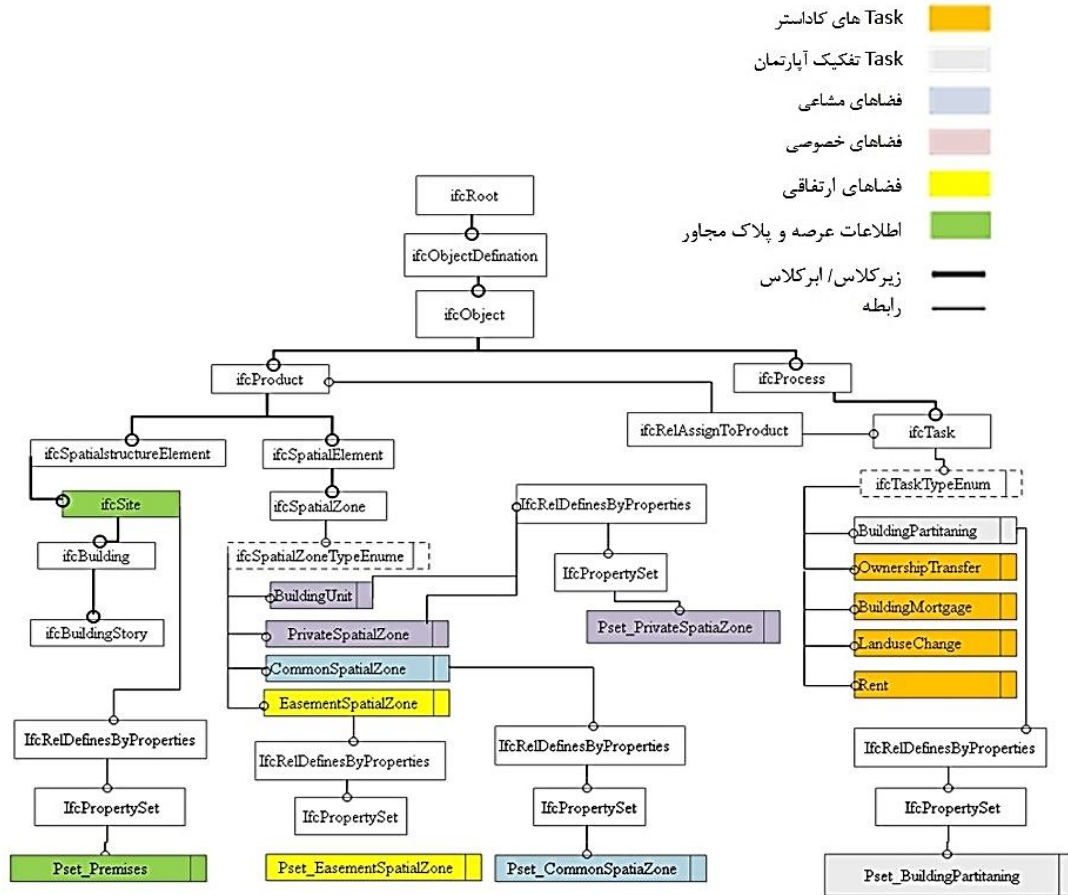 Task های کاداستر
Task تفکیک آپارتمان
فضاهای مشاعی
فضاهای خصوصی
فضاهای ارتفاقی
اطلاعات عرصه و پلاک مجاور
زیرکلاس/ ابرکلاس
رابطه
ifcRoot
ifcObjectDefination
ifcObject
ifcProduct
ifcProcess
ifcRelAssignToProduct
ifcTask
ifcSpatialstructureElement
ifcSpatialElement
ifcTaskTypeEnum
ifcSite
ifcSpatialZone
IfcRelDefinesByProperties
BuildingPartitaning
ifcBuilding
ifcSpatialZoneTypeEnume
IfcPropertySet
OwnershipTransfer
BuildingUnit
BuildingMortgage
ifcBuildingStory
PrivateSpatialZone
Pset_PrivateSpatiaZone
LanduseChange
CommonSpatialZone
Rent
EasementSpatialZone
IfcRelDefinesByProperties
IfcRelDefinesByProperties
IfcRelDefinesByProperties
IfcRelDefinesByProperties
IfcPropertySet
IfcPropertySet
IfcPropertySet
IfcPropertySet
Pset_Premises
Pset_EasementSpatialZone
Pset_CommonSpatiaZone
Pset_BuildingPartitaning